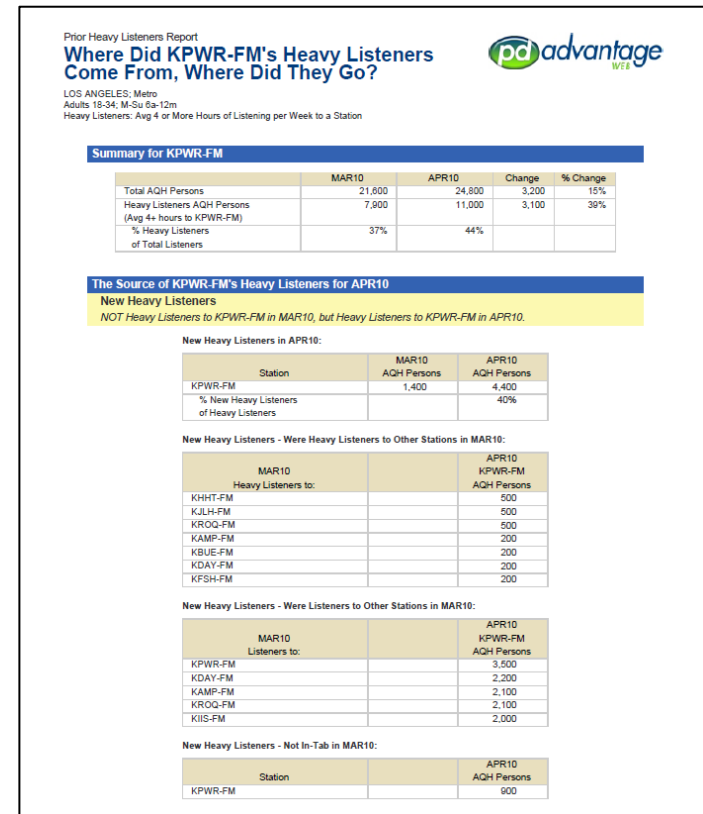 Prior Heavy Listeners Report
Where Did KPWR-FM's Heavy Listeners
Come From, Where Did They Go?
pd advantage
WEB
LOS ANGELES; Metro
Adults 18-34; M-Su 6a-12m
Heavy Listeners: Avg 4 or More Hours of Listening per Week to a Station
Summary for KPWR-FM
MAR10 APR10 Change % Change
Total AQH Persons 21,600 24,800 3,200 15%
Heavy Listeners AQH Persons 7,900 11,000 3,100 39%
(Avg 4+ hours to KPWR-FM)
% Heavy Listeners 37% 44%
of Total Listeners
The Source of KPWR-FM's Heavy Listeners for APR10
New Heavy Listeners
NOT Heavy Listeners to KPWR-FM in MAR10, but Heavy Listeners to KPWR-FM in APR10.
New Heavy Listeners in APR10:
MAR10 APR10
Station AQH Persons AQH Persons
KPWR-FM 1,400 4,400
% New Heavy Listeners 40%
of Heavy Listeners
New Heavy Listeners - Were Heavy Listeners to Other Stations in MAR10:
APR10
MAR10 KPWR-FM
Heavy Listeners to: AQH Persons
KHHT-FM 500
KJLH-FM 500
KROQ-FM 500
KAMP-FM 200
KBUE-FM 200
KDAY-FM 200
KFSH-FM 200
New Heavy Listeners - Were Listeners to Other Stations in MAR10:
APR10
MAR10 KPWR-FM
Listeners to: AQH Persons
KPWR-FM 3,500
KDAY-FM 2,200
KAMP-FM 2,100
KROQ-FM 2,100
KIIS-FM 2,000
New Heavy Listeners - Not In-Tab in MAR10:
APR10
Station AQH Persons
KPWR-FM 900